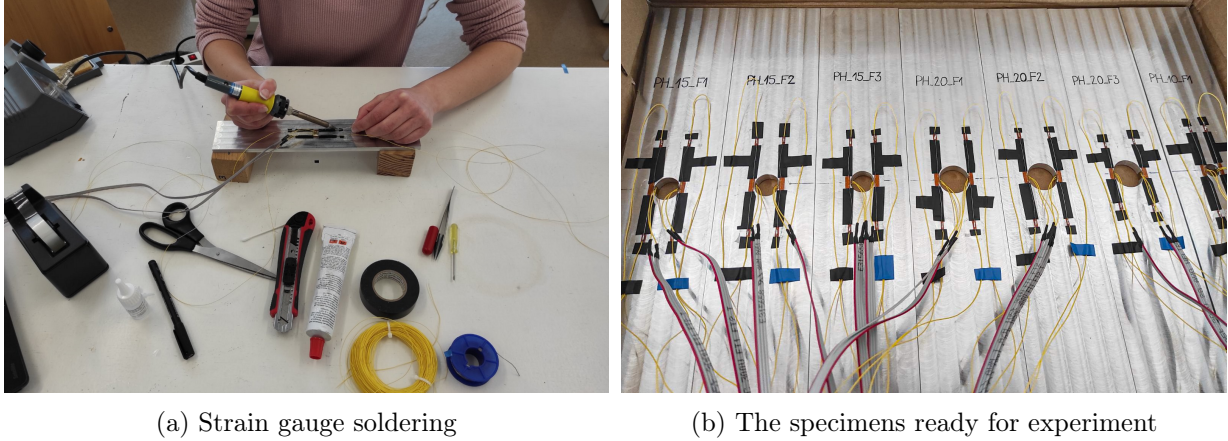 PH_15_F1
PH_15_F2
PH_15_F3
PH_20_F1
PH_20_F2
PH_20_F3
PH_10_F1
(a) Strain gauge soldering
(b) The specimens ready for experiment